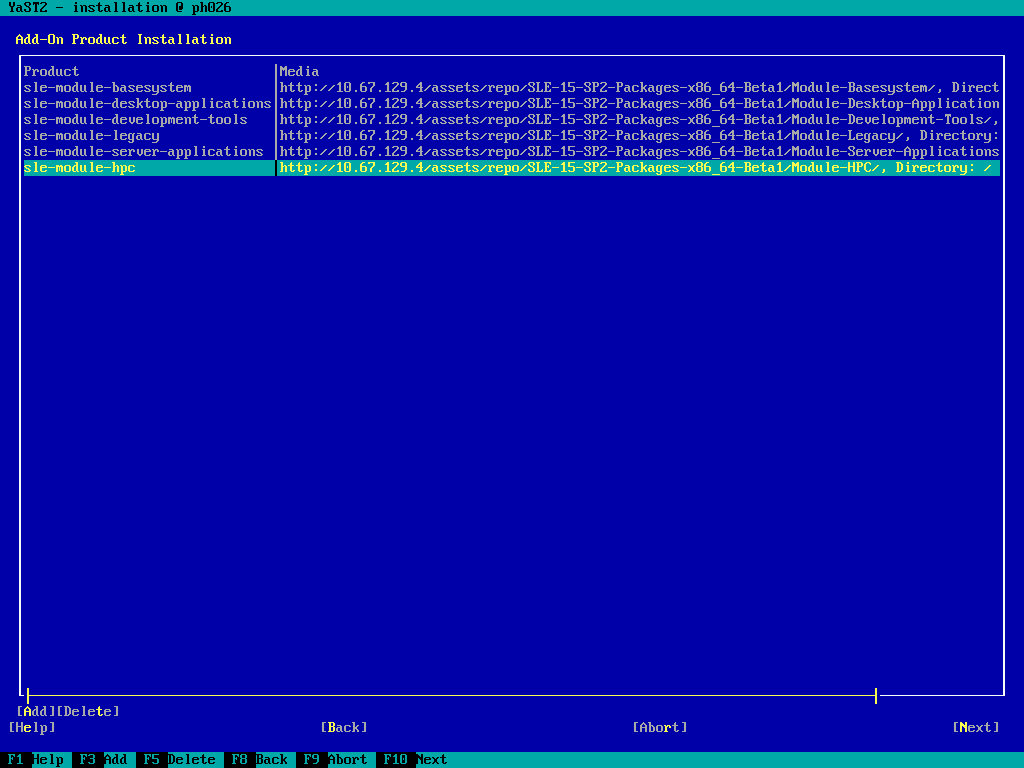 YaST2 - installation @ ph026
Add-On Product Installation
Product Media
sle-module-basesystem http://10.67.129.4/assets/repo/SLE-15-SP2-Packages-x86_64-Beta1/Module-Basesystem/, Direct
sle-module-desktop-applications http://10.67.129.4/assets/repo/SLE-15-SP2-Packages-x86_64-Beta1/Module-Desktop-Application
sle-module-development-tools http://10.67.129.4/assets/repo/SLE-15-SP2-Packages-x86_64-Beta1/Module-Development-Tools/,
sle-module-legacy http://10.67.129.4/assets/repo/SLE-15-SP2-Packages-x86_64-Beta1/Module-Legacy/, Directory:
sle-module-server-applications http://10.67.129.4/assets/repo/SLE-15-SP2-Packages-x86_64-Beta1/Module-Server-Applications
sle-module-hpc http://10.67.129.4/assets/repo/SLE-15-SP2-Packages-x86_64-Beta1/Module-HPC/, Directory: /
[Add][Delete]
[Help] [Back] [Abort] [Next]
F1 Help F3 Add F5 Delete F8 Back F9 Abort F10 Next